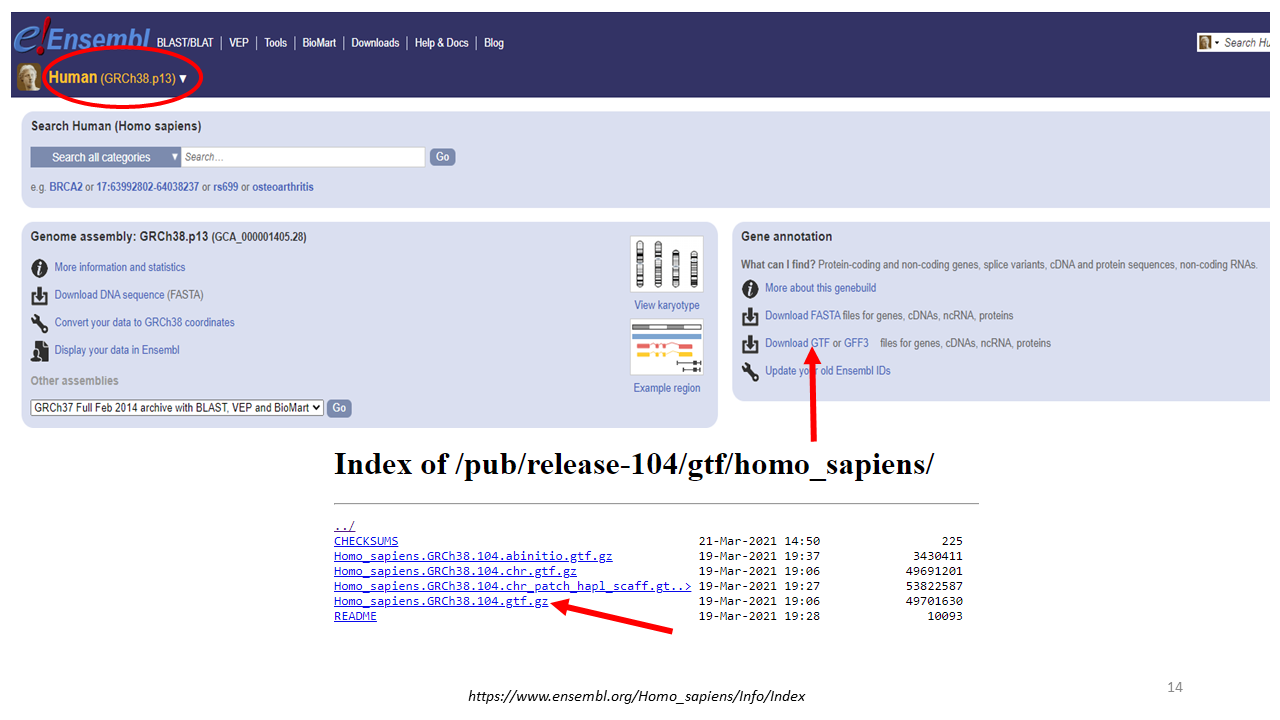 e!Ensembl BLAST/BLAT | VEP | Tools | BioMart | Downloads | Help & Docs | Blog
Search Hu
Human (GRCh38.p13) ▼
Search Human (Homo sapiens)
Search all categories ▼ Search... Go
e.g. BRCA2 or 17:63992802-64038237 or rs699 or osteoarthritis
Genome assembly: GRCh38.p13 (GCA_000001405.28)
More information and statistics
Download DNA sequence (FASTA)
Convert your data to GRCh38 coordinates
Display your data in Ensembl
Other assemblies
GRCh37 Full Feb 2014 archive with BLAST, VEP and BioMart Go
View karyotype
Example region
Gene annotation
What can I find? Protein-coding and non-coding genes, splice variants, cDNA and protein sequences, non-coding RNAs.
More about this genebuild
Download FASTA files for genes, cDNAs, ncRNA, proteins
Download GTF or GFF3 files for genes, cDNAs, ncRNA, proteins
Update your old Ensembl IDs
Index of /pub/release-104/gtf/homo_sapiens/
../
CHECKSUMS 21-Mar-2021 14:50 225
Homo_sapiens.GRCh38.104.abinitio.gtf.gz 19-Mar-2021 19:37 3430411
Homo_sapiens.GRCh38.104.chr.gtf.gz 19-Mar-2021 19:06 49691201
Homo_sapiens.GRCh38.104.chr_patch_hapl_scaff.gt..> 19-Mar-2021 19:27 53822587
Homo_sapiens.GRCh38.104.gtf.gz 19-Mar-2021 19:06 49701630
README 19-Mar-2021 19:28 10093
https://www.ensembl.org/Homo_sapiens/Info/Index
14